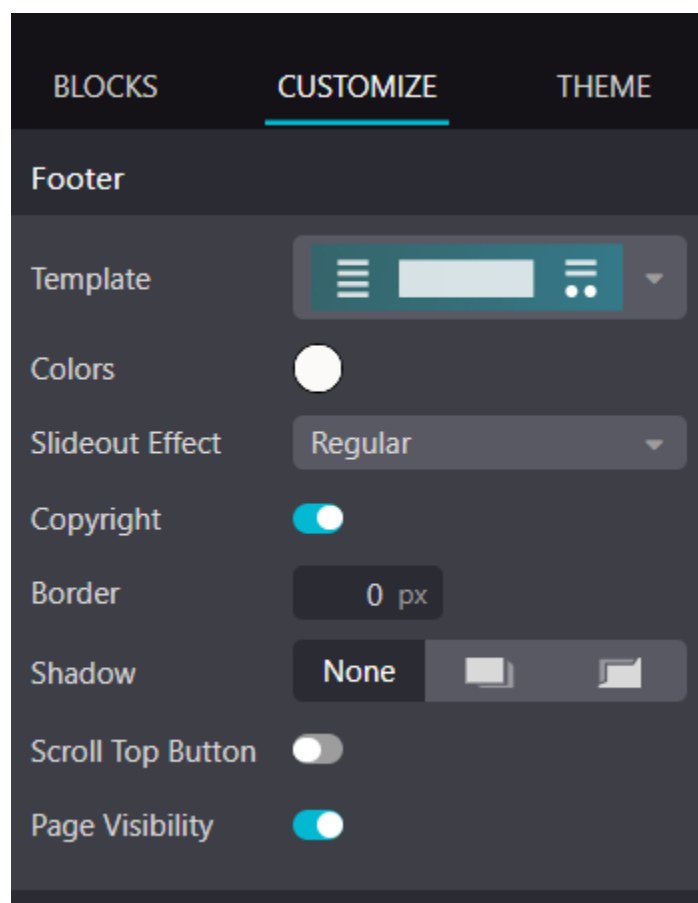 BLOCKS CUSTOMIZE THEME
Footer
Template
Colors
Slideout Effect Regular
Copyright
Border 0 px
Shadow None
Scroll Top Button
Page Visibility